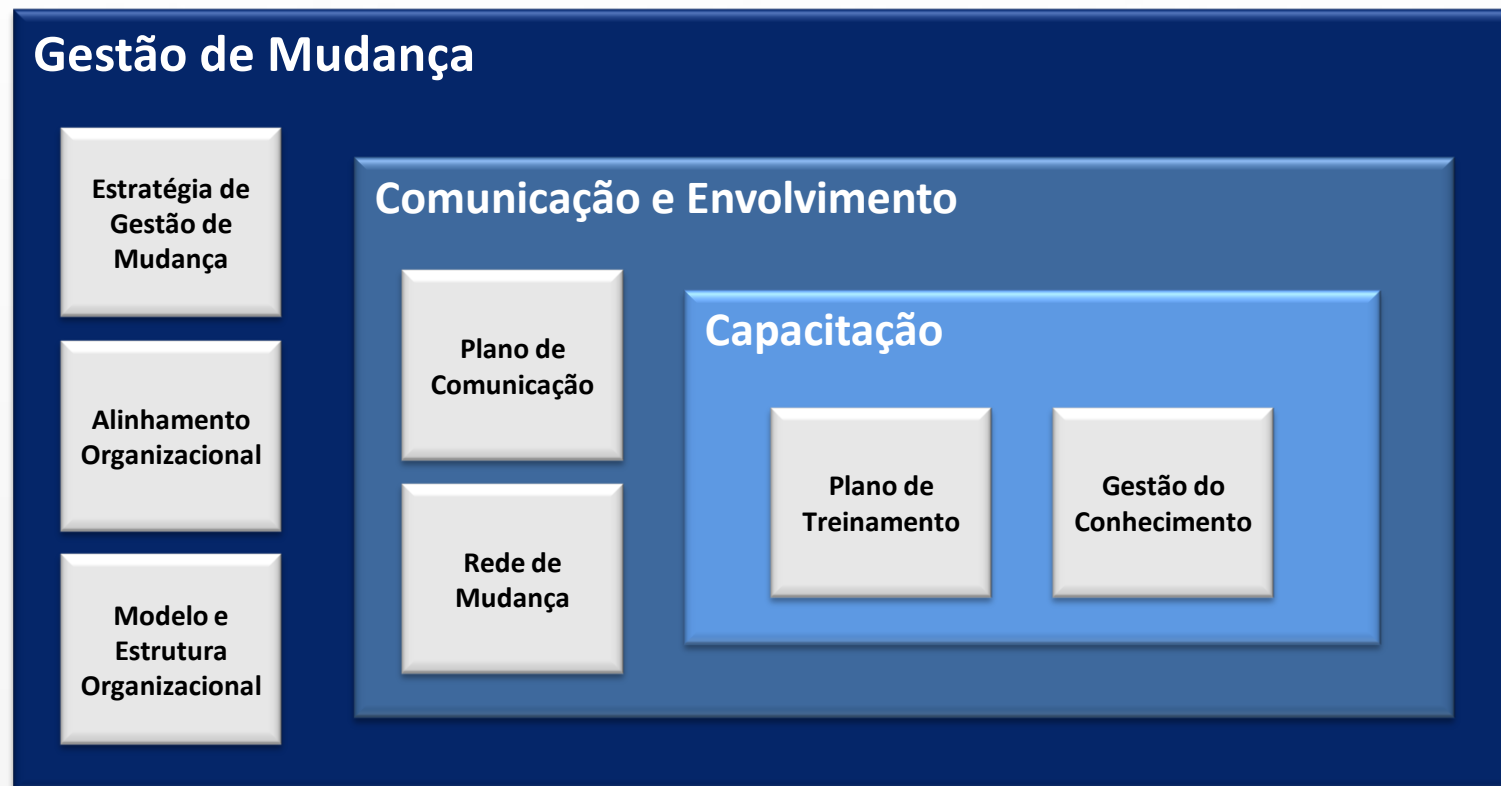 Gestão de Mudança
Estratégia de
Gestão de
Mudança
Alinhamento
Organizacional
Modelo e
Estrutura
Organizacional
Comunicação e Envolvimento
Plano de
Comunicação
Rede de
Mudança
Capacitação
Plano de
Treinamento
Gestão do
Conhecimento